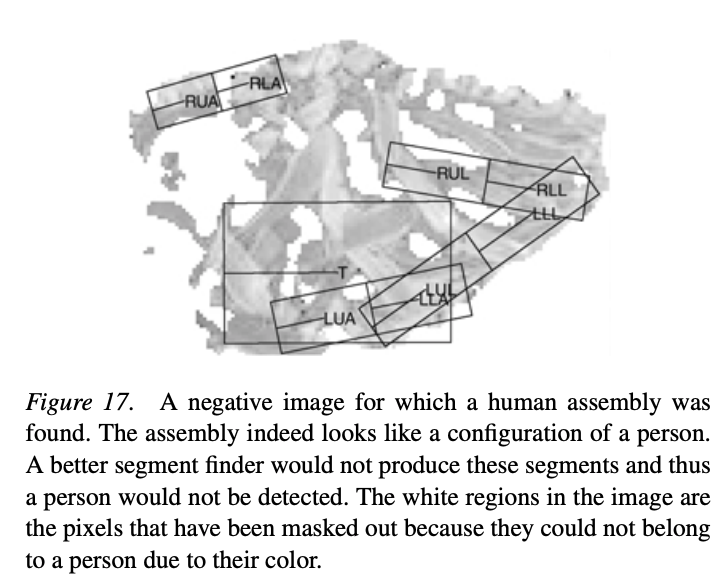 RLA
RUA
RUL
RLL
LLL
T
LUL
LLA
LUA
Figure 17. A negative image for which a human assembly was
found. The assembly indeed looks like a configuration of a person.
A better segment finder would not produce these segments and thus
a person would not be detected. The white regions in the image are
the pixels that have been masked out because they could not belong
to a person due to their color.